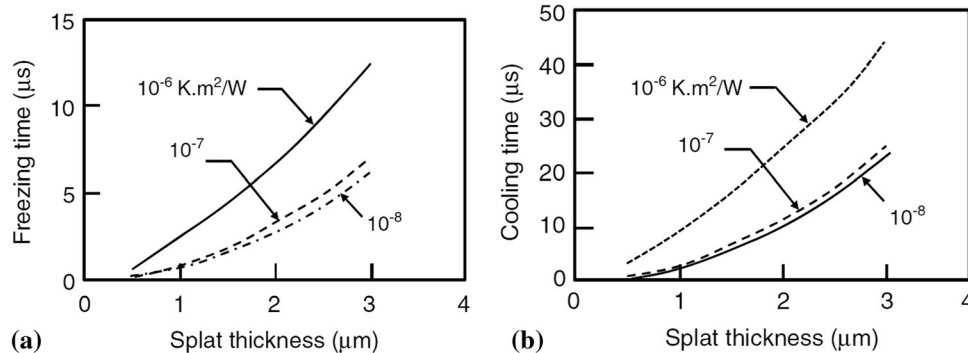 15
10
5
0
Freezing time (μs)
10⁻⁶ K.m²/W
10⁻⁷
10⁻⁸
0 1 2 3 4
Splat thickness (μm)
(a)
50
40
30
20
10
0
Cooling time (μs)
10⁻⁶ K.m²/W
10⁻⁷
10⁻⁸
0 1 2 3 4
Splat thickness (μm)
(b)